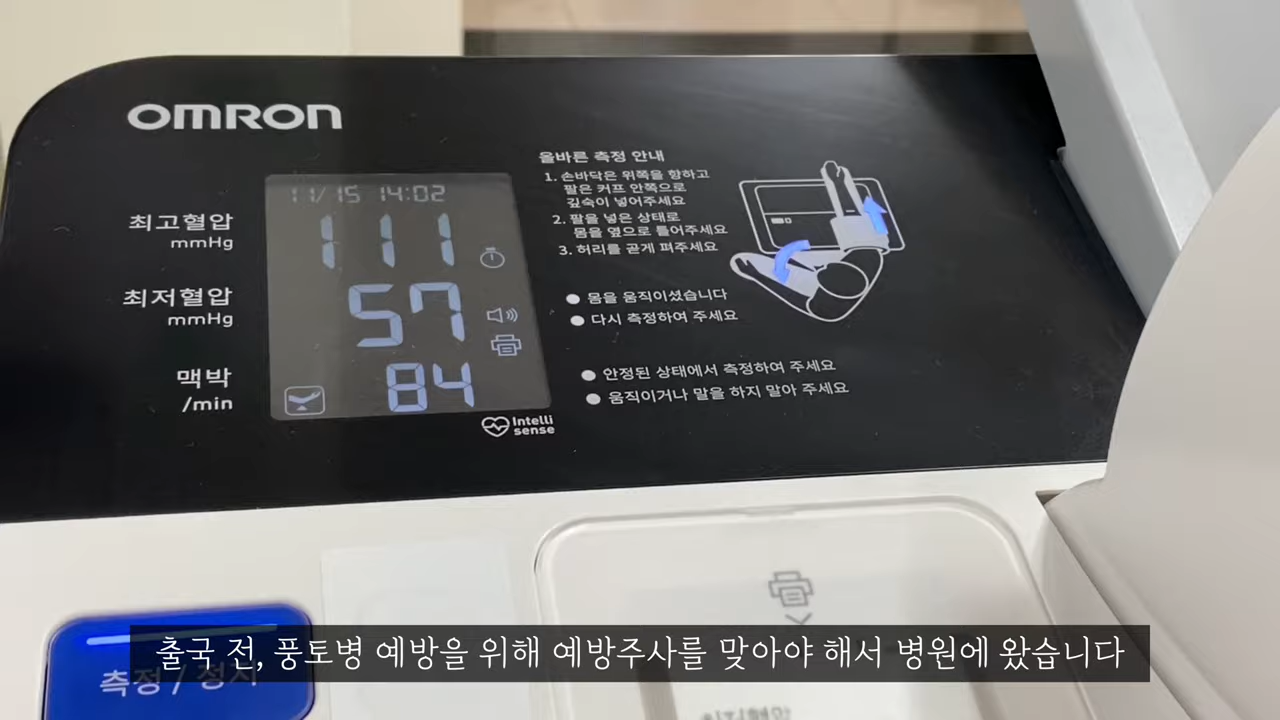 OMRON
11/15 14:02
최고혈압
mmHg
111
최저혈압
mmHg
57
맥박
/min
84
Intelli
sense
올바른 측정 안내
1. 손바닥은 위쪽을 향하고
팔은 커프 안쪽으로
깊숙이 넣어주세요
2. 팔을 넣은 상태로
몸을 옆으로 틀어주세요
3. 허리를 곧게 펴주세요
몸을 움직이셨습니다
다시 측정하여 주세요
안정된 상태에서 측정하여 주세요
움직이거나 말을 하지 말아 주세요
측정 / 정지
출국 전, 풍토병 예방을 위해 예방주사를 맞아야 해서 병원에 왔습니다